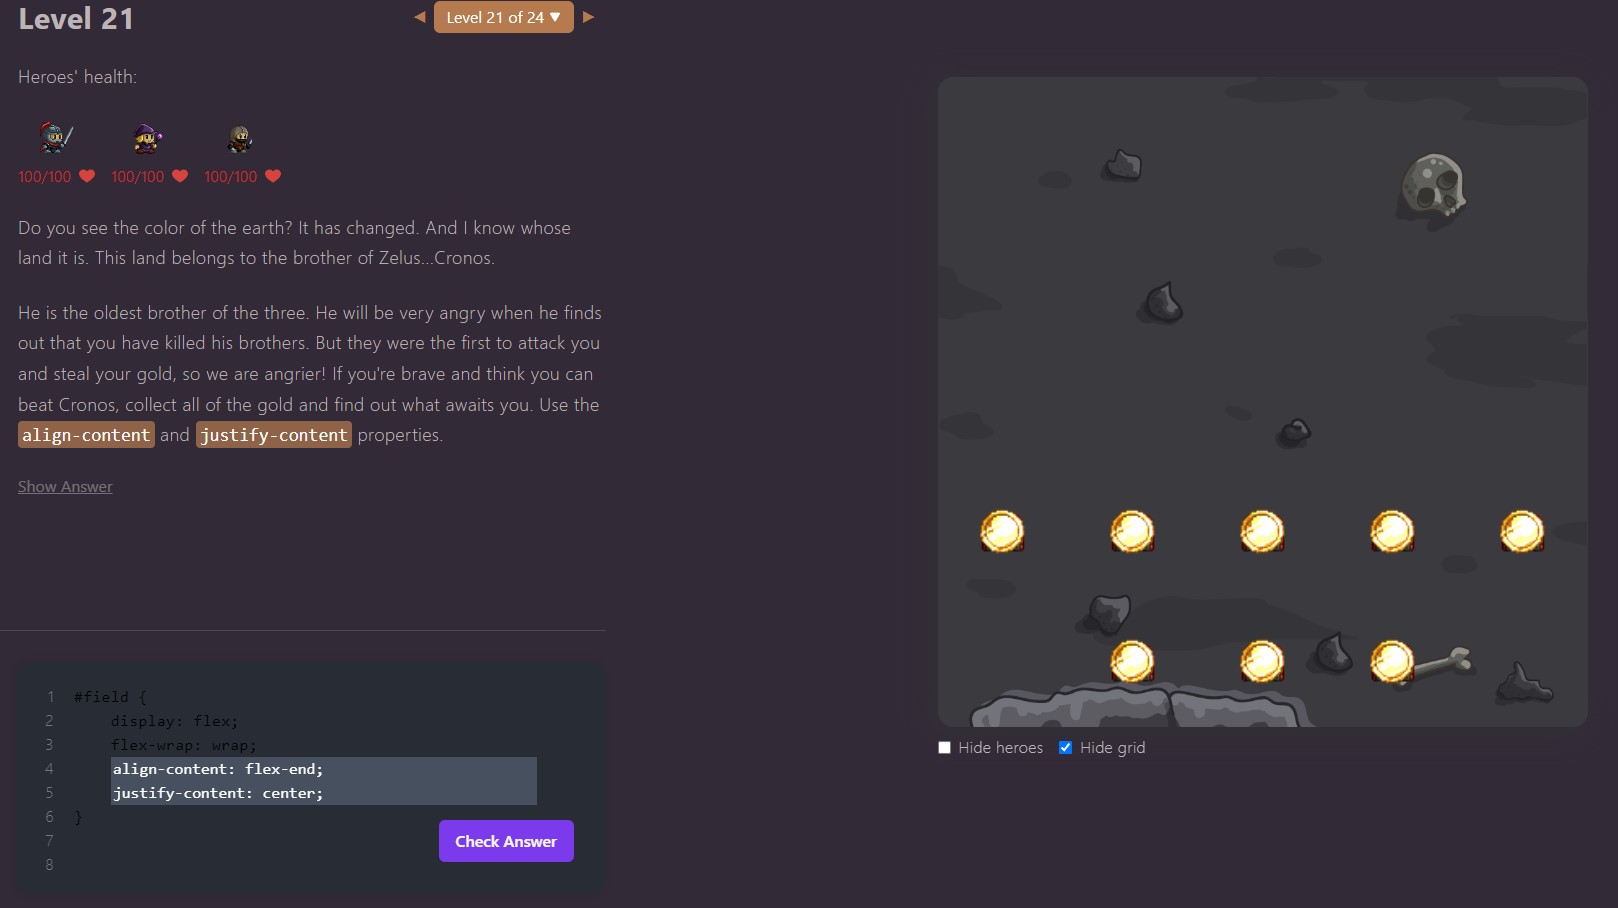 Level 21
◀ Level 21 of 24 ▼ ▶
Heroes' health:
100/100 100/100 100/100
Do you see the color of the earth? It has changed. And I know whose
land it is. This land belongs to the brother of Zelus...Cronos.
He is the oldest brother of the three. He will be very angry when he finds
out that you have killed his brothers. But they were the first to attack you
and steal your gold, so we are angrier! If you're brave and think you can
beat Cronos, collect all of the gold and find out what awaits you. Use the
align-content and justify-content properties.
Show Answer
1 #field {
2 display: flex;
3 flex-wrap: wrap;
4 align-content: flex-end;
5 justify-content: center;
6 }
7
8
Check Answer
Hide heroes Hide grid